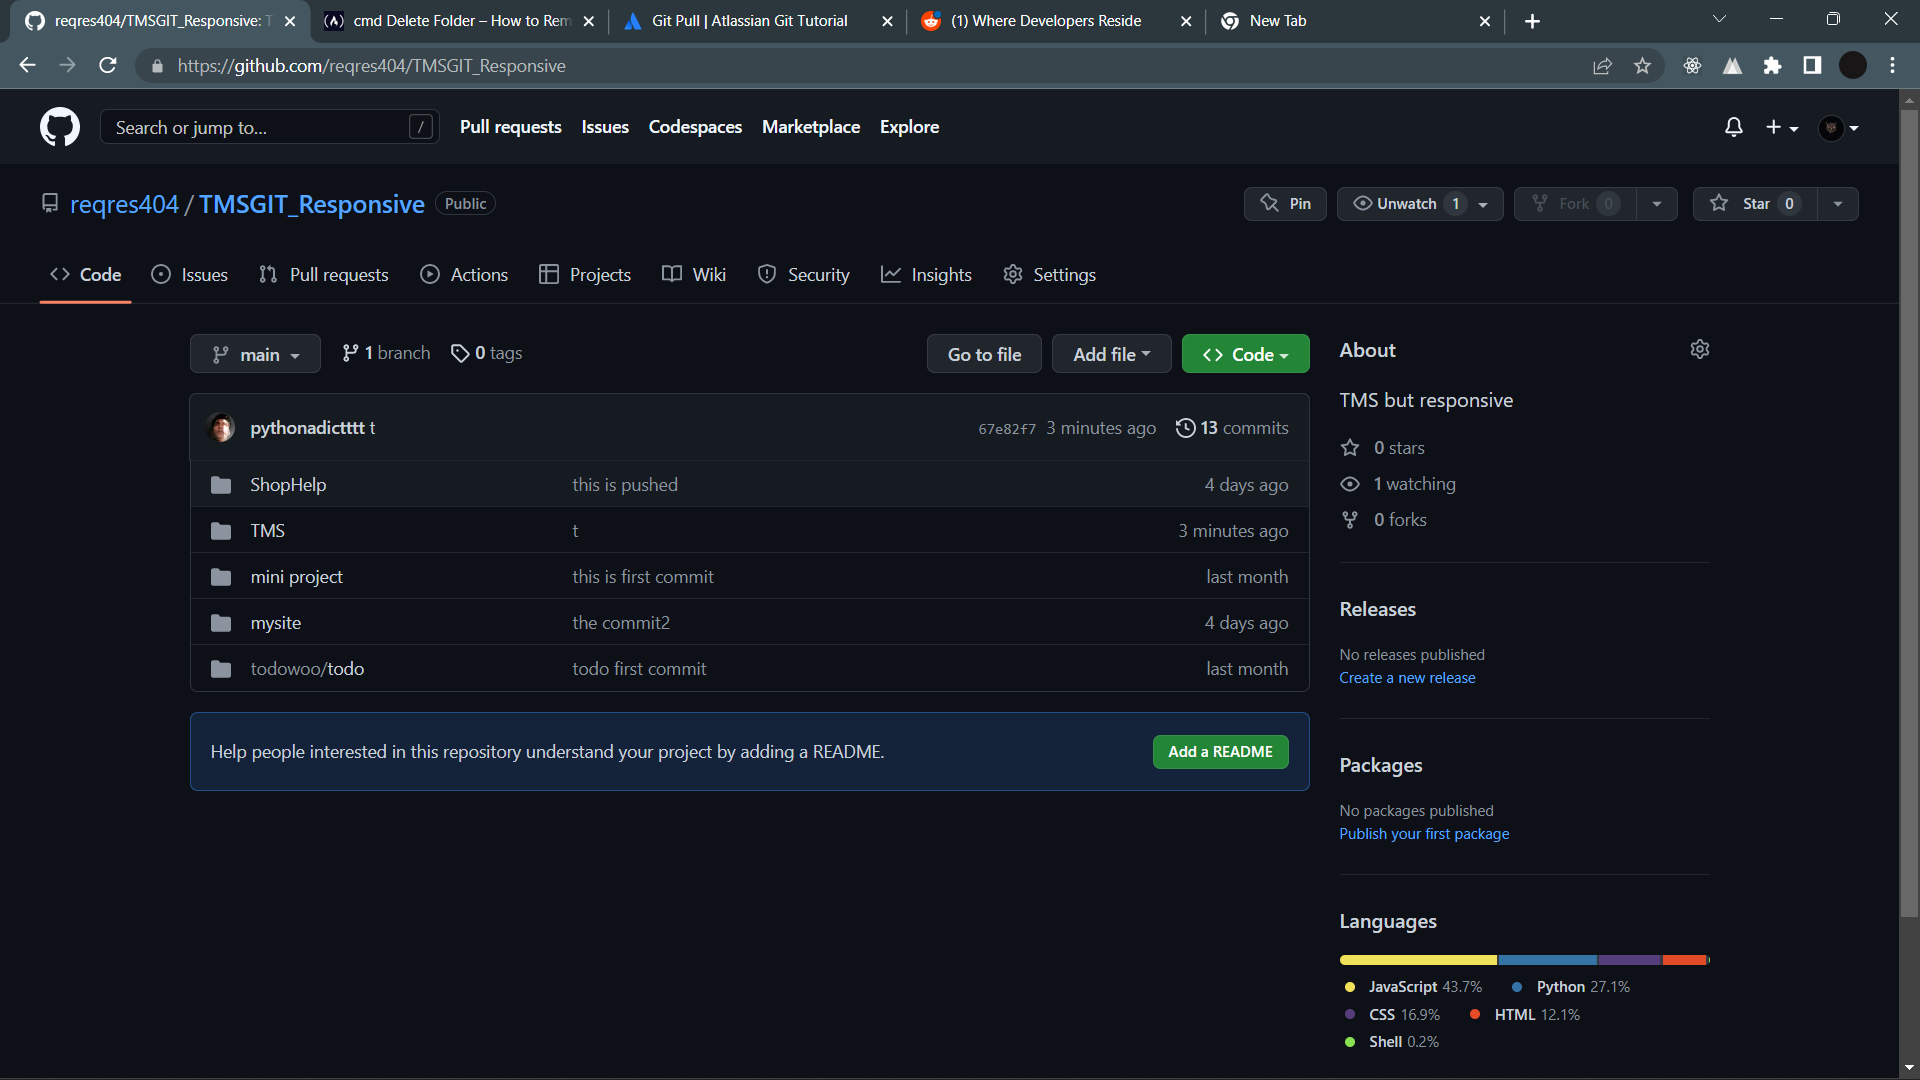 reqres404/TMSGIT_Responsive: T
cmd Delete Folder – How to Rem
Git Pull | Atlassian Git Tutorial
(1) Where Developers Reside
New Tab
https://github.com/reqres404/TMSGIT_Responsive
Search or jump to... /
Pull requests Issues Codespaces Marketplace Explore
reqres404 / TMSGIT_Responsive Public
Pin Unwatch 1 Fork 0 Star 0
Code Issues Pull requests Actions Projects Wiki Security Insights Settings
main 1 branch 0 tags Go to file Add file Code
pythonadictttt t 67e82f7 3 minutes ago 13 commits
ShopHelp this is pushed 4 days ago
TMS t 3 minutes ago
mini project this is first commit last month
mysite the commit2 4 days ago
todowoo/todo todo first commit last month
Help people interested in this repository understand your project by adding a README. Add a README
About
TMS but responsive
0 stars
1 watching
0 forks
Releases
No releases published
Create a new release
Packages
No packages published
Publish your first package
Languages
JavaScript 43.7% Python 27.1%
CSS 16.9% HTML 12.1%
Shell 0.2%